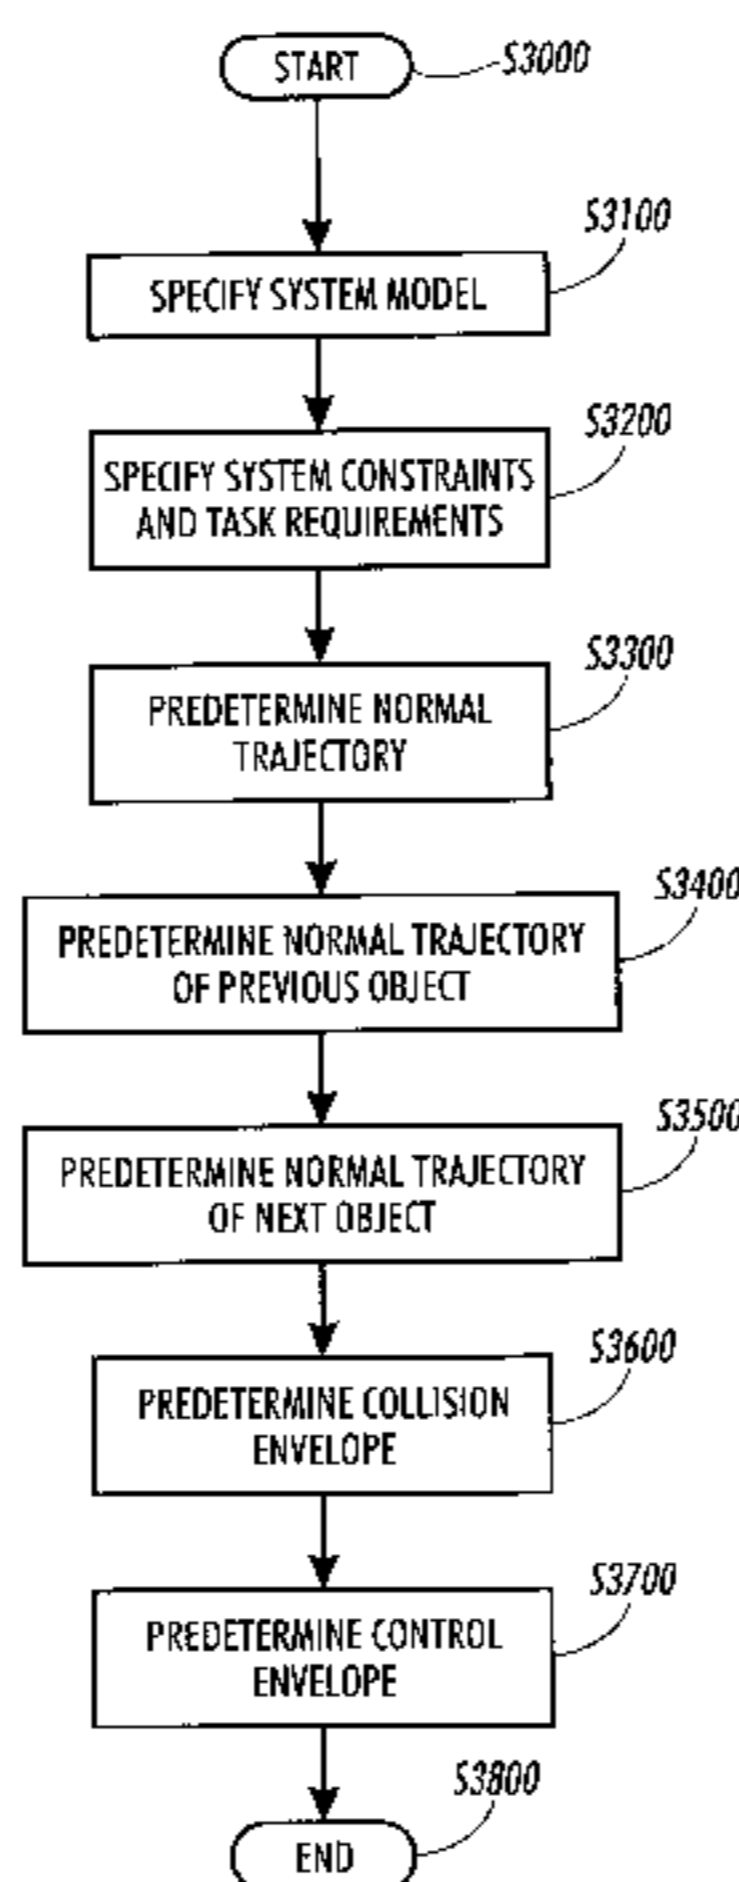 START
S3000
S3100
SPECIFY SYSTEM MODEL
S3200
SPECIFY SYSTEM CONSTRAINTS
AND TASK REQUIREMENTS
S3300
PREDETERMINE NORMAL
TRAJECTORY
S3400
PREDETERMINE NORMAL TRAJECTORY
OF PREVIOUS OBJECT
S3500
PREDETERMINE NORMAL TRAJECTORY
OF NEXT OBJECT
S3600
PREDETERMINE COLLISION
ENVELOPE
S3700
PREDETERMINE CONTROL
ENVELOPE
S3800
END